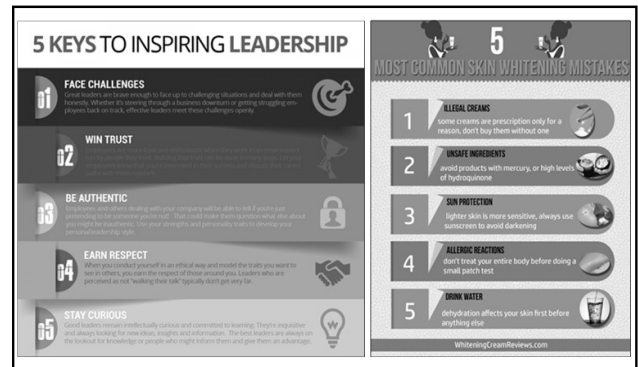 5 KEYS TO INSPIRING LEADERSHIP
01
FACE CHALLENGES
Great leaders are brave enough to face up to challenging situations and deal with them
honestly. Whether it's steering through a business downturn or getting struggling em-
ployees back on track, effective leaders meet these challenges openly.
02
WIN TRUST
03
BE AUTHENTIC
Employees and others dealing with your company will be able to tell if you're just
pretending to be someone you're not! That could make them question what else about
you might be inauthentic. Use your strengths and personality traits to develop your
personal leadership style.
04
EARN RESPECT
When you conduct yourself in an ethical way and model the traits you want to
see in others, you earn the respect of those around you. Leaders who are
perceived as not "walking their talk" typically don't get very far.
05
STAY CURIOUS
Good leaders remain intellectually curious and committed to learning. They're inquisitive
and always looking for new ideas, insights and information. The best leaders are always on
the lookout for knowledge or people who might inform them and give them an advantage.
5
MOST COMMON SKIN WHITENING MISTAKES
1
ILLEGAL CREAMS
some creams are prescription only for a
reason, don't buy them without one
2
UNSAFE INGREDIENTS
avoid products with mercury, or high levels
of hydroquinone
3
SUN PROTECTION
lighter skin is more sensitive, always use
sunscreen to avoid darkening
4
ALLERGIC REACTIONS
don't treat your entire body before doing a
small patch test
5
DRINK WATER
dehydration affects your skin first before
anything else
WhiteningCreamReviews.com